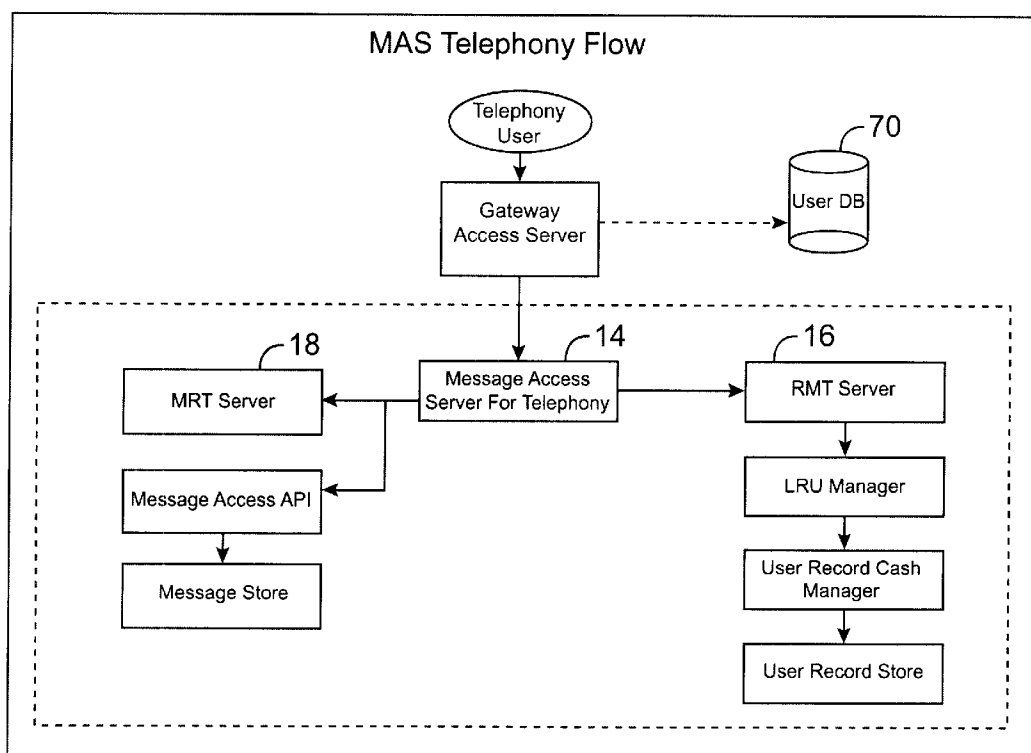 MAS Telephony Flow
Telephony
User
70
User DB
Gateway
Access Server
18
14
16
MRT Server
Message Access
Server For Telephony
RMT Server
Message Access API
LRU Manager
Message Store
User Record Cash
Manager
User Record Store